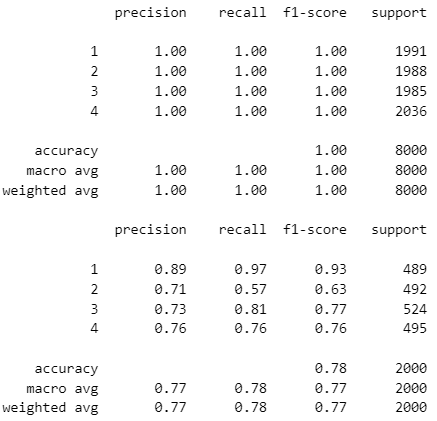 precision recall f1-score support
1 1.00 1.00 1.00 1991
2 1.00 1.00 1.00 1988
3 1.00 1.00 1.00 1985
4 1.00 1.00 1.00 2036
accuracy 1.00 8000
macro avg 1.00 1.00 1.00 8000
weighted avg 1.00 1.00 1.00 8000
precision recall f1-score support
1 0.89 0.97 0.93 489
2 0.71 0.57 0.63 492
3 0.73 0.81 0.77 524
4 0.76 0.76 0.76 495
accuracy 0.78 2000
macro avg 0.77 0.78 0.77 2000
weighted avg 0.77 0.78 0.77 2000